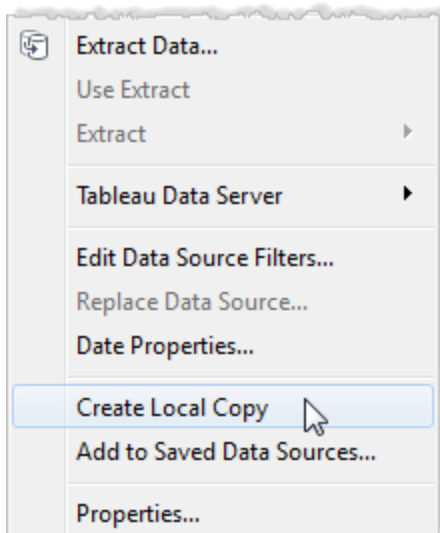 Extract Data...
Use Extract
Extract
Tableau Data Server
Edit Data Source Filters...
Replace Data Source...
Date Properties...
Create Local Copy
Add to Saved Data Sources...
Properties...